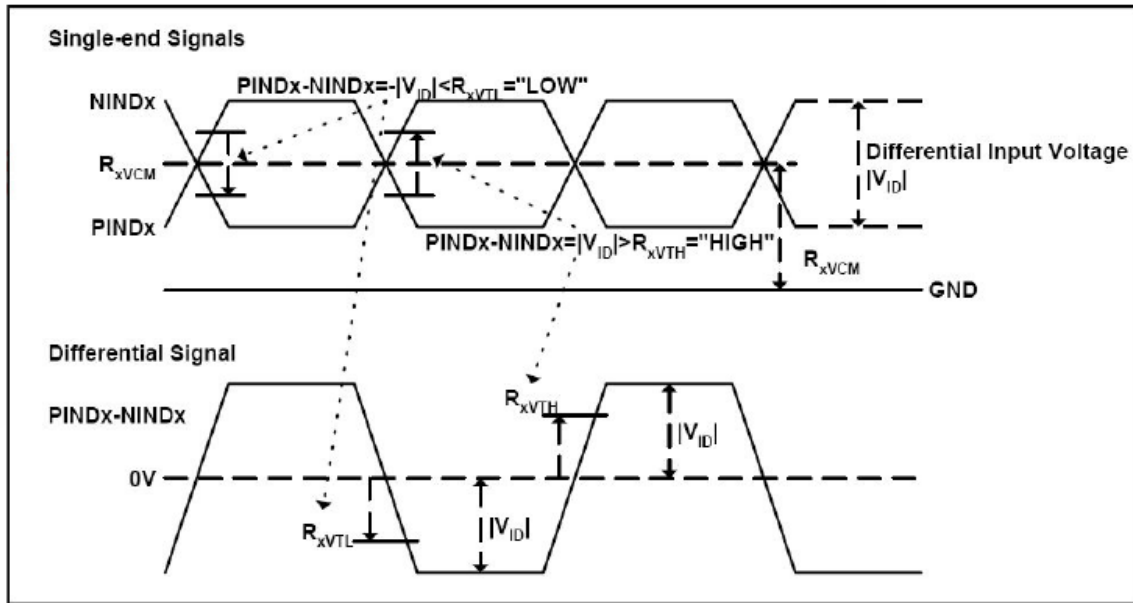 Single-end Signals
PINDx-NINDx=-|VID|<RxVTL="LOW"
NINDx
RxVCM
Differential Input Voltage
|VID|
PINDx
PINDx-NINDx=|VID|>RxVTH="HIGH"
RxVCM
GND
Differential Signal
RxVTH
PINDx-NINDx
|VID|
0V
RxVTL
|VID|